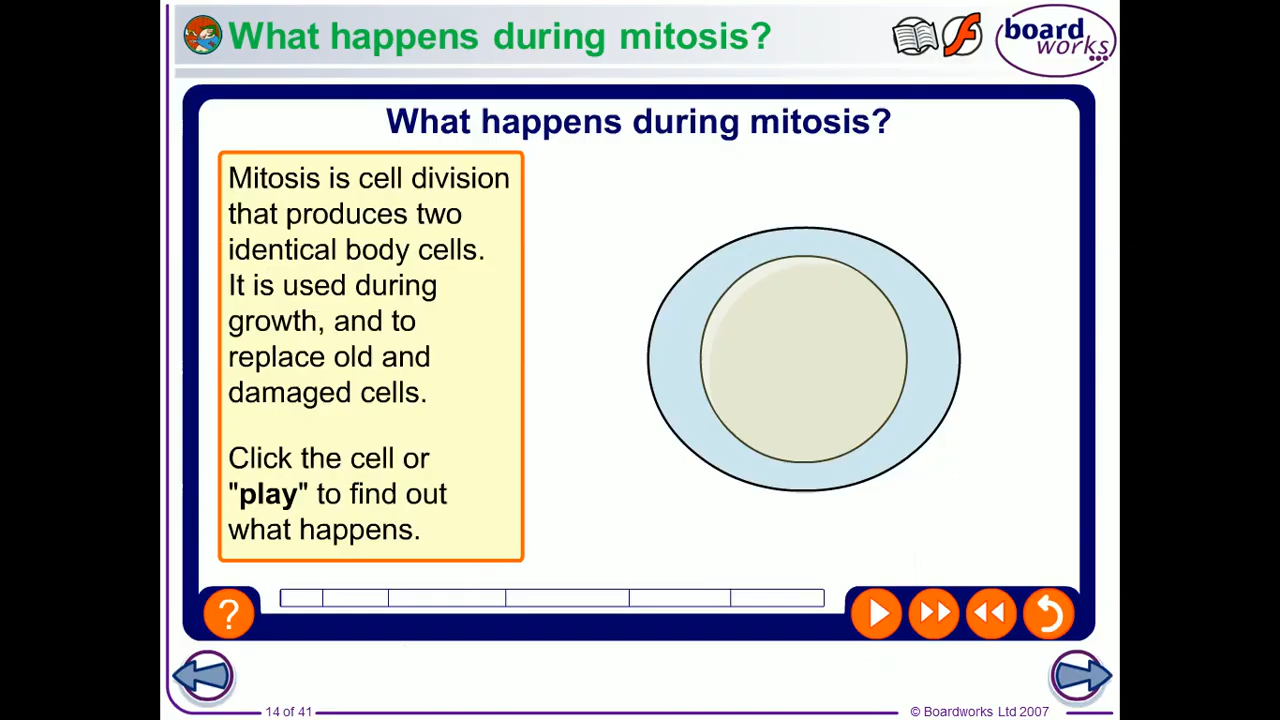 What happens during mitosis?
board
works
What happens during mitosis?
Mitosis is cell division
that produces two
identical body cells.
It is used during
growth, and to
replace old and
damaged cells.
Click the cell or
"play" to find out
what happens.
?
14 of 41
© Boardworks Ltd 2007